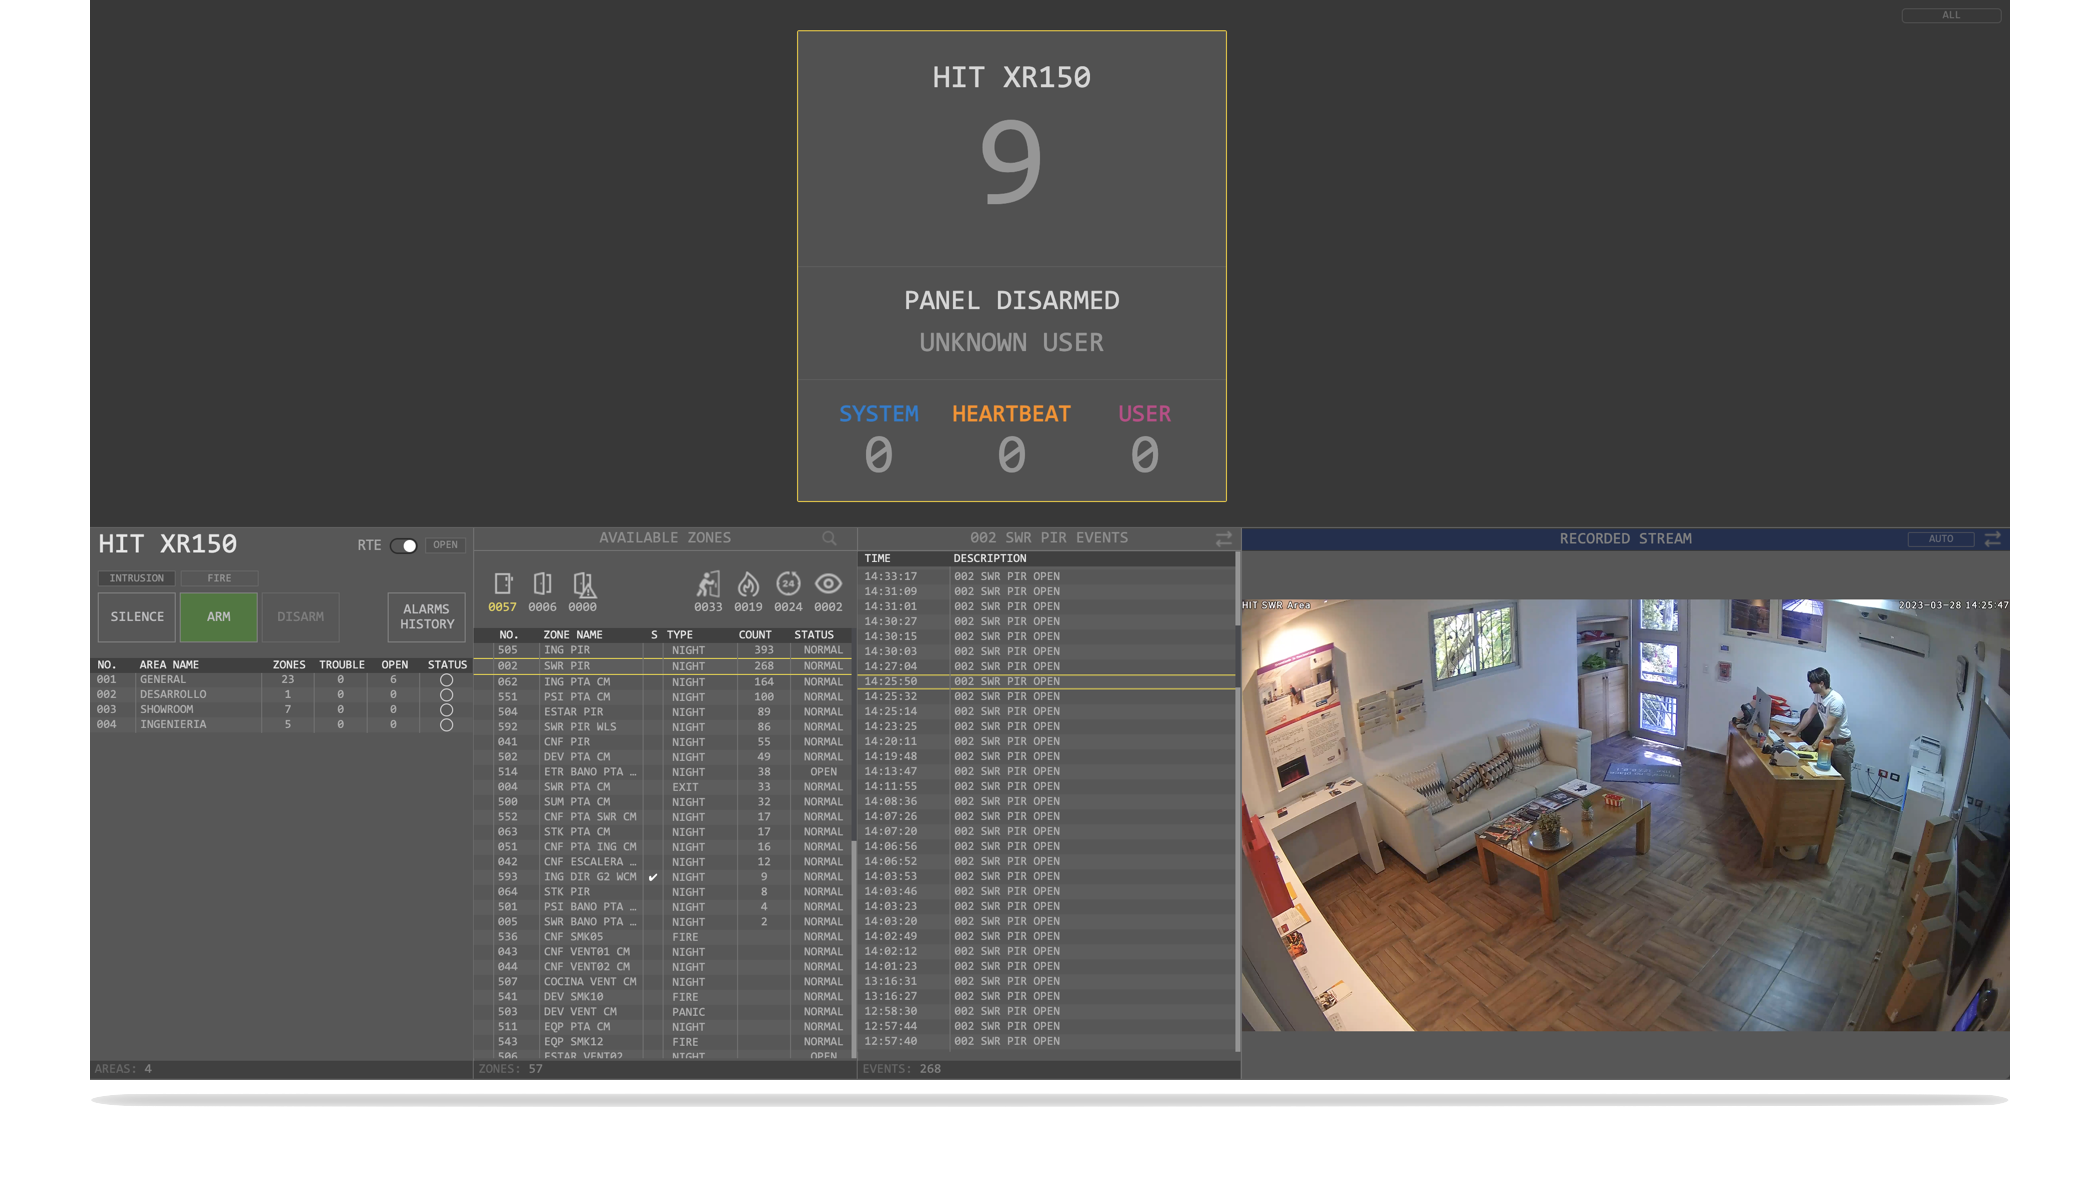 ALL
HIT XR150
9
PANEL DISARMED
UNKNOWN USER
SYSTEM HEARTBEAT USER
0 0 0
HIT XR150 RTE OPEN
INTRUSION FIRE
SILENCE ARM DISARM ALARMS HISTORY
NO. AREA NAME ZONES TROUBLE OPEN STATUS
001 GENERAL 23 0 6
002 DESARROLLO 1 0 0
003 SHOWROOM 7 0 0
004 INGENIERIA 5 0 0
AREAS: 4
AVAILABLE ZONES
24
0057 0006 0000 0033 0019 0024 0002
NO. ZONE NAME S TYPE COUNT STATUS
505 ING PIR NIGHT 393 NORMAL
002 SWR PIR NIGHT 268 NORMAL
062 ING PTA CM NIGHT 164 NORMAL
551 PSI PTA CM NIGHT 100 NORMAL
504 ESTAR PIR NIGHT 89 NORMAL
592 SWR PIR WLS NIGHT 86 NORMAL
041 CNF PIR NIGHT 55 NORMAL
502 DEV PTA CM NIGHT 49 NORMAL
514 ETR BANO PTA … NIGHT 38 OPEN
004 SWR PTA CM EXIT 33 NORMAL
500 SUM PTA CM NIGHT 32 NORMAL
552 CNF PTA SWR CM NIGHT 17 NORMAL
063 STK PTA CM NIGHT 17 NORMAL
051 CNF PTA ING CM NIGHT 16 NORMAL
042 CNF ESCALERA … NIGHT 12 NORMAL
593 ING DIR G2 WCM ✔ NIGHT 9 NORMAL
064 STK PIR NIGHT 8 NORMAL
501 PSI BANO PTA … NIGHT 4 NORMAL
005 SWR BANO PTA … NIGHT 2 NORMAL
536 CNF SMK05 FIRE NORMAL
043 CNF VENT01 CM NIGHT NORMAL
044 CNF VENT02 CM NIGHT NORMAL
507 COCINA VENT CM NIGHT NORMAL
541 DEV SMK10 FIRE NORMAL
503 DEV VENT CM PANIC NORMAL
511 EQP PTA CM NIGHT NORMAL
543 EQP SMK12 FIRE NORMAL
506 ESTAR VENT02 NIGHT OPEN
ZONES: 57
002 SWR PIR EVENTS
TIME DESCRIPTION
14:33:17 002 SWR PIR OPEN
14:31:09 002 SWR PIR OPEN
14:31:01 002 SWR PIR OPEN
14:30:27 002 SWR PIR OPEN
14:30:15 002 SWR PIR OPEN
14:30:03 002 SWR PIR OPEN
14:27:04 002 SWR PIR OPEN
14:25:50 002 SWR PIR OPEN
14:25:32 002 SWR PIR OPEN
14:25:14 002 SWR PIR OPEN
14:23:25 002 SWR PIR OPEN
14:20:11 002 SWR PIR OPEN
14:19:48 002 SWR PIR OPEN
14:13:47 002 SWR PIR OPEN
14:11:55 002 SWR PIR OPEN
14:08:36 002 SWR PIR OPEN
14:07:26 002 SWR PIR OPEN
14:07:20 002 SWR PIR OPEN
14:06:56 002 SWR PIR OPEN
14:06:52 002 SWR PIR OPEN
14:03:53 002 SWR PIR OPEN
14:03:46 002 SWR PIR OPEN
14:03:23 002 SWR PIR OPEN
14:03:20 002 SWR PIR OPEN
14:02:49 002 SWR PIR OPEN
14:02:12 002 SWR PIR OPEN
14:01:23 002 SWR PIR OPEN
13:16:31 002 SWR PIR OPEN
13:16:27 002 SWR PIR OPEN
12:58:30 002 SWR PIR OPEN
12:57:44 002 SWR PIR OPEN
12:57:40 002 SWR PIR OPEN
EVENTS: 268
RECORDED STREAM AUTO
HIT SWR Area 2023-03-28 14:25:47